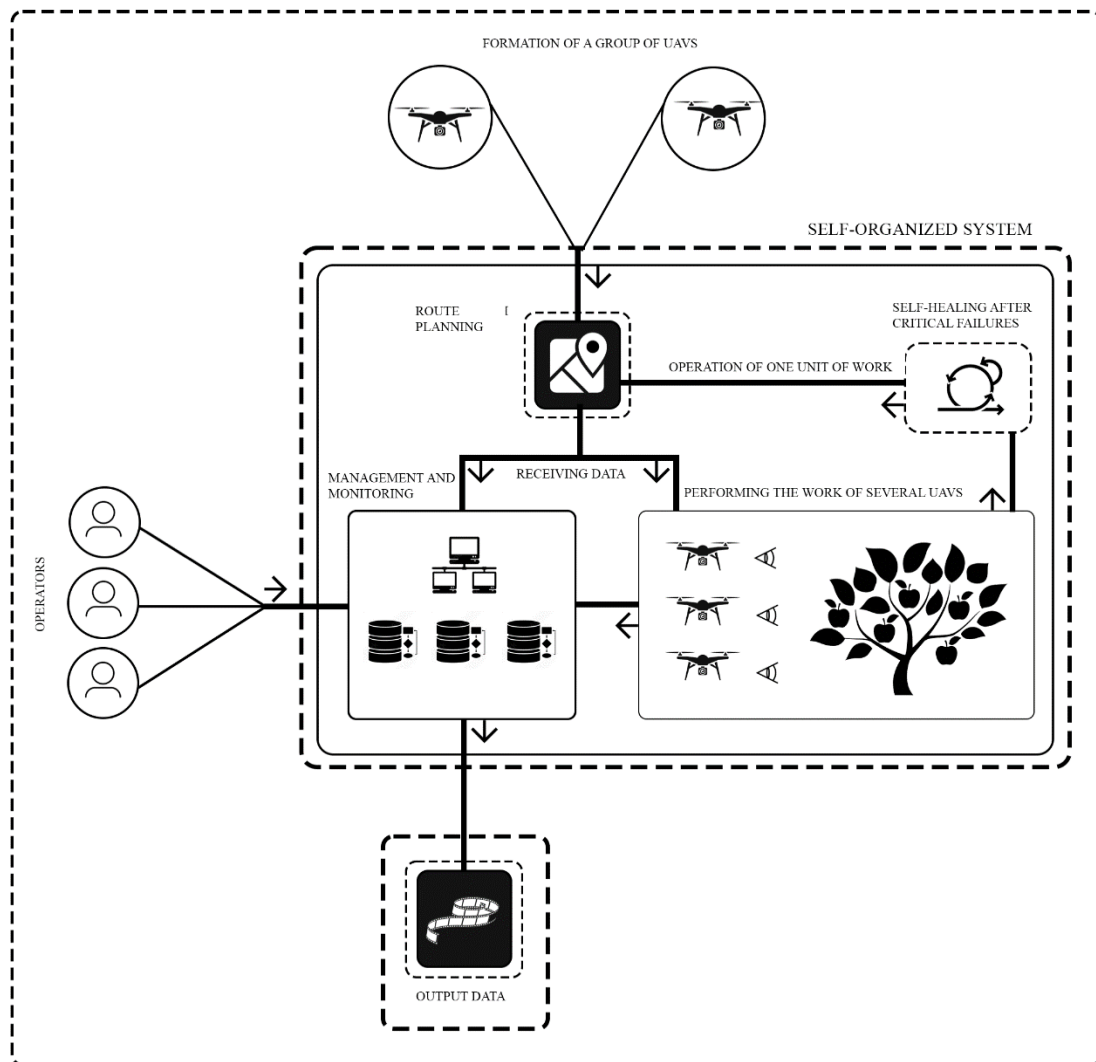 FORMATION OF A GROUP OF UAVS
SELF-ORGANIZED SYSTEM
ROUTE
PLANNING
SELF-HEALING AFTER
CRITICAL FAILURES
OPERATION OF ONE UNIT OF WORK
MANAGEMENT AND
MONITORING
RECEIVING DATA
PERFORMING THE WORK OF SEVERAL UAVS
OPERATORS
OUTPUT DATA